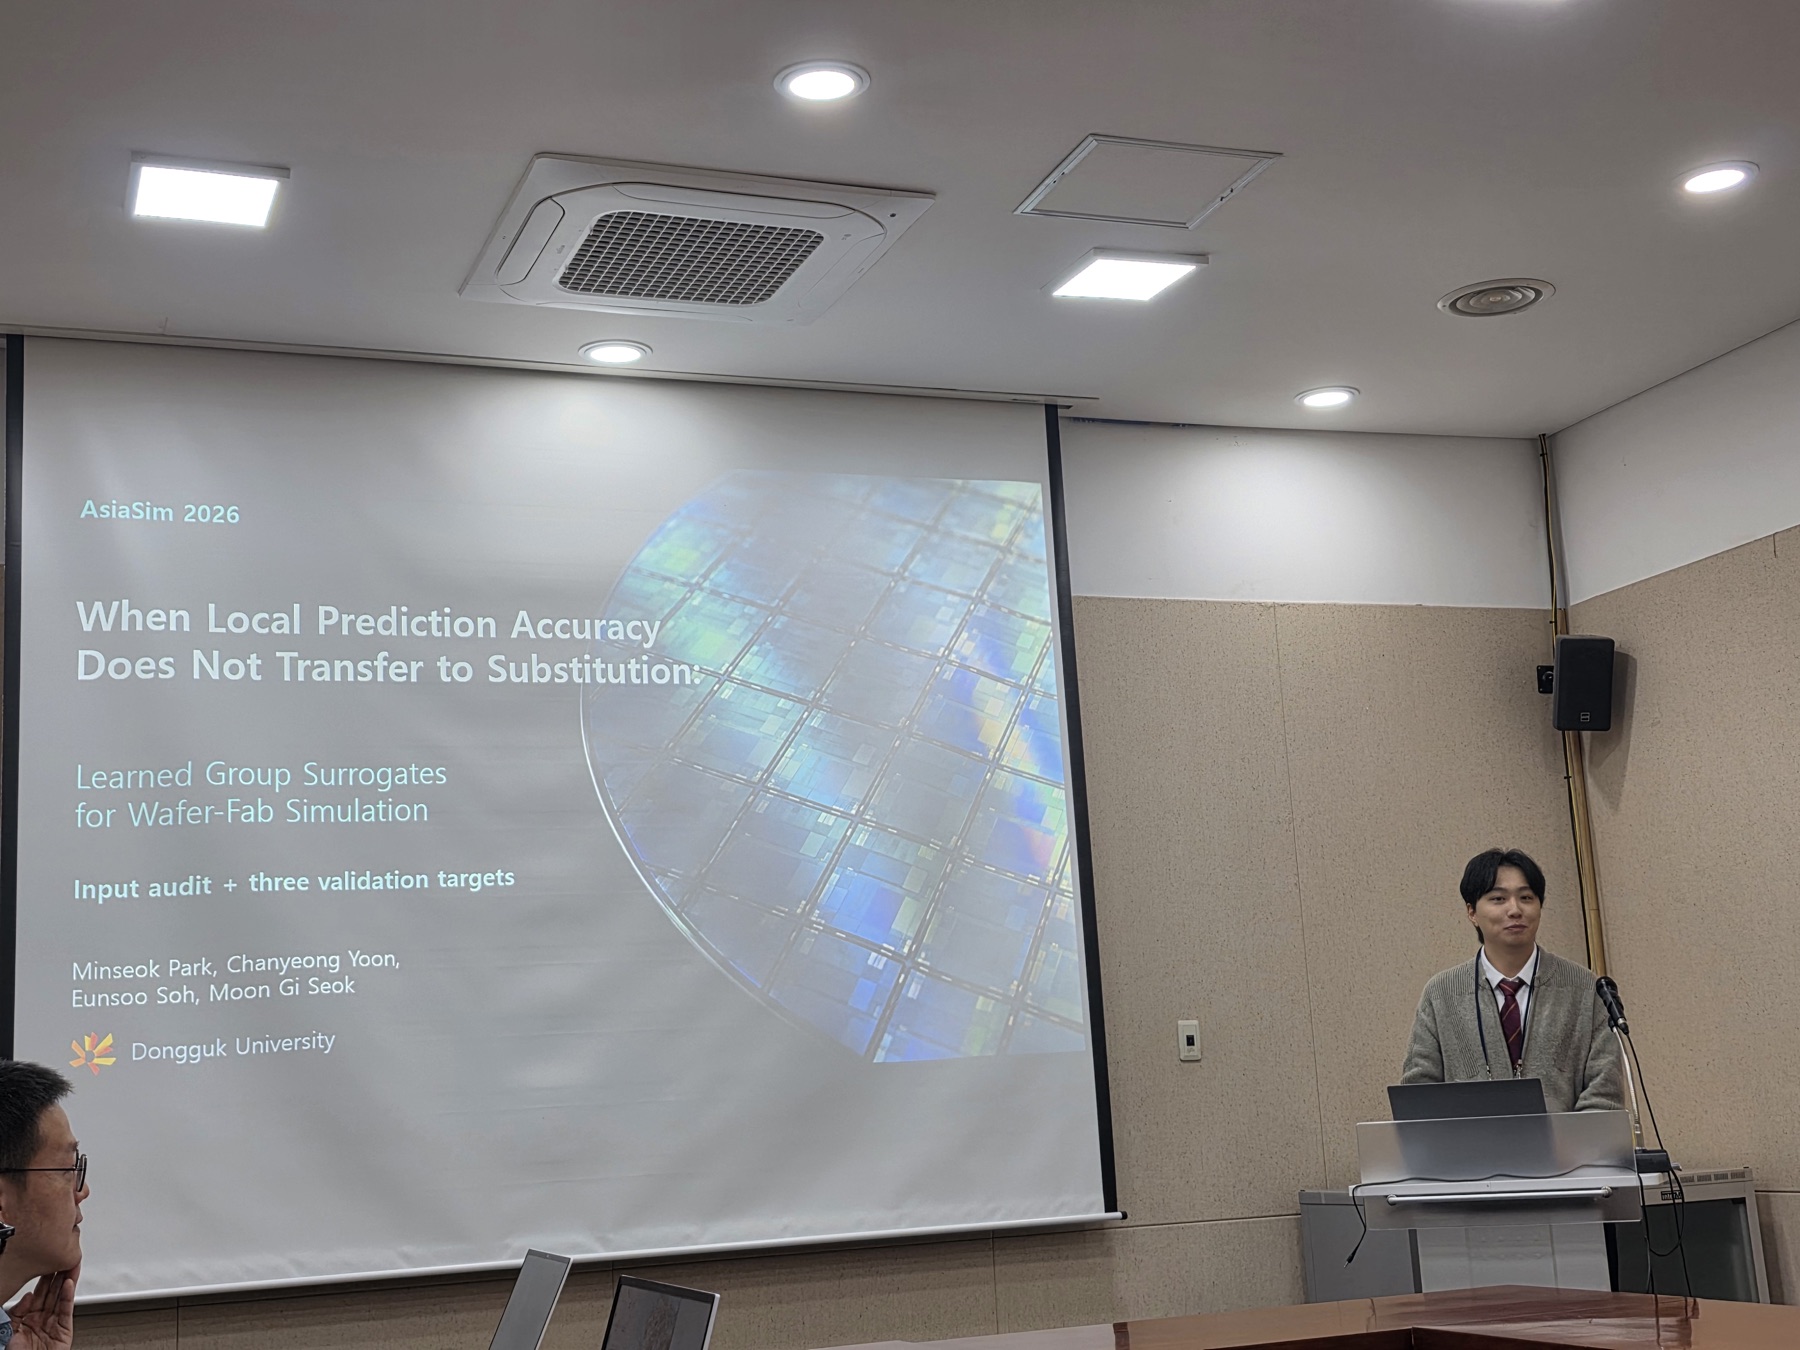 AsiaSim 2026
When Local Prediction Accuracy
Does Not Transfer to Substitution:
Learned Group Surrogates
for Wafer-Fab Simulation
Input audit + three validation targets
Minseok Park, Chanyeong Yoon,
Eunsoo Soh, Moon Gi Seok
Dongguk University